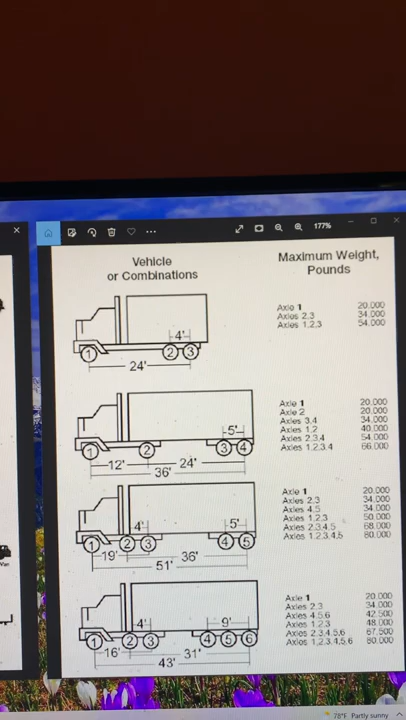 177%
Vehicle
or Combinations
Maximum Weight,
Pounds
Axle 1 20,000
Axles 2,3 34,000
Axles 1,2,3 54,000
4'
1 2 3
24'
Axle 1 20,000
Axle 2 20,000
Axles 3,4 34,000
Axles 1,2 40,000
Axles 2,3,4 54,000
Axles 1,2,3,4 66,000
5'
1 2 3 4
12' 24'
36'
Axle 1 20,000
Axles 2,3 34,000
Axles 4,5 34,000
Axles 1,2,3 50,000
Axles 2,3,4,5 68,000
Axles 1,2,3,4,5 80,000
4' 5'
1 2 3 4 5
19' 36'
51'
Axle 1 20,000
Axles 2,3 34,000
Axles 4,5,6 42,500
Axles 1,2,3 48,000
Axles 2,3,4,5,6 67,500
Axles 1,2,3,4,5,6 80,000
4' 9'
1 2 3 4 5 6
16' 31'
43'
Van
78°F Partly sunny